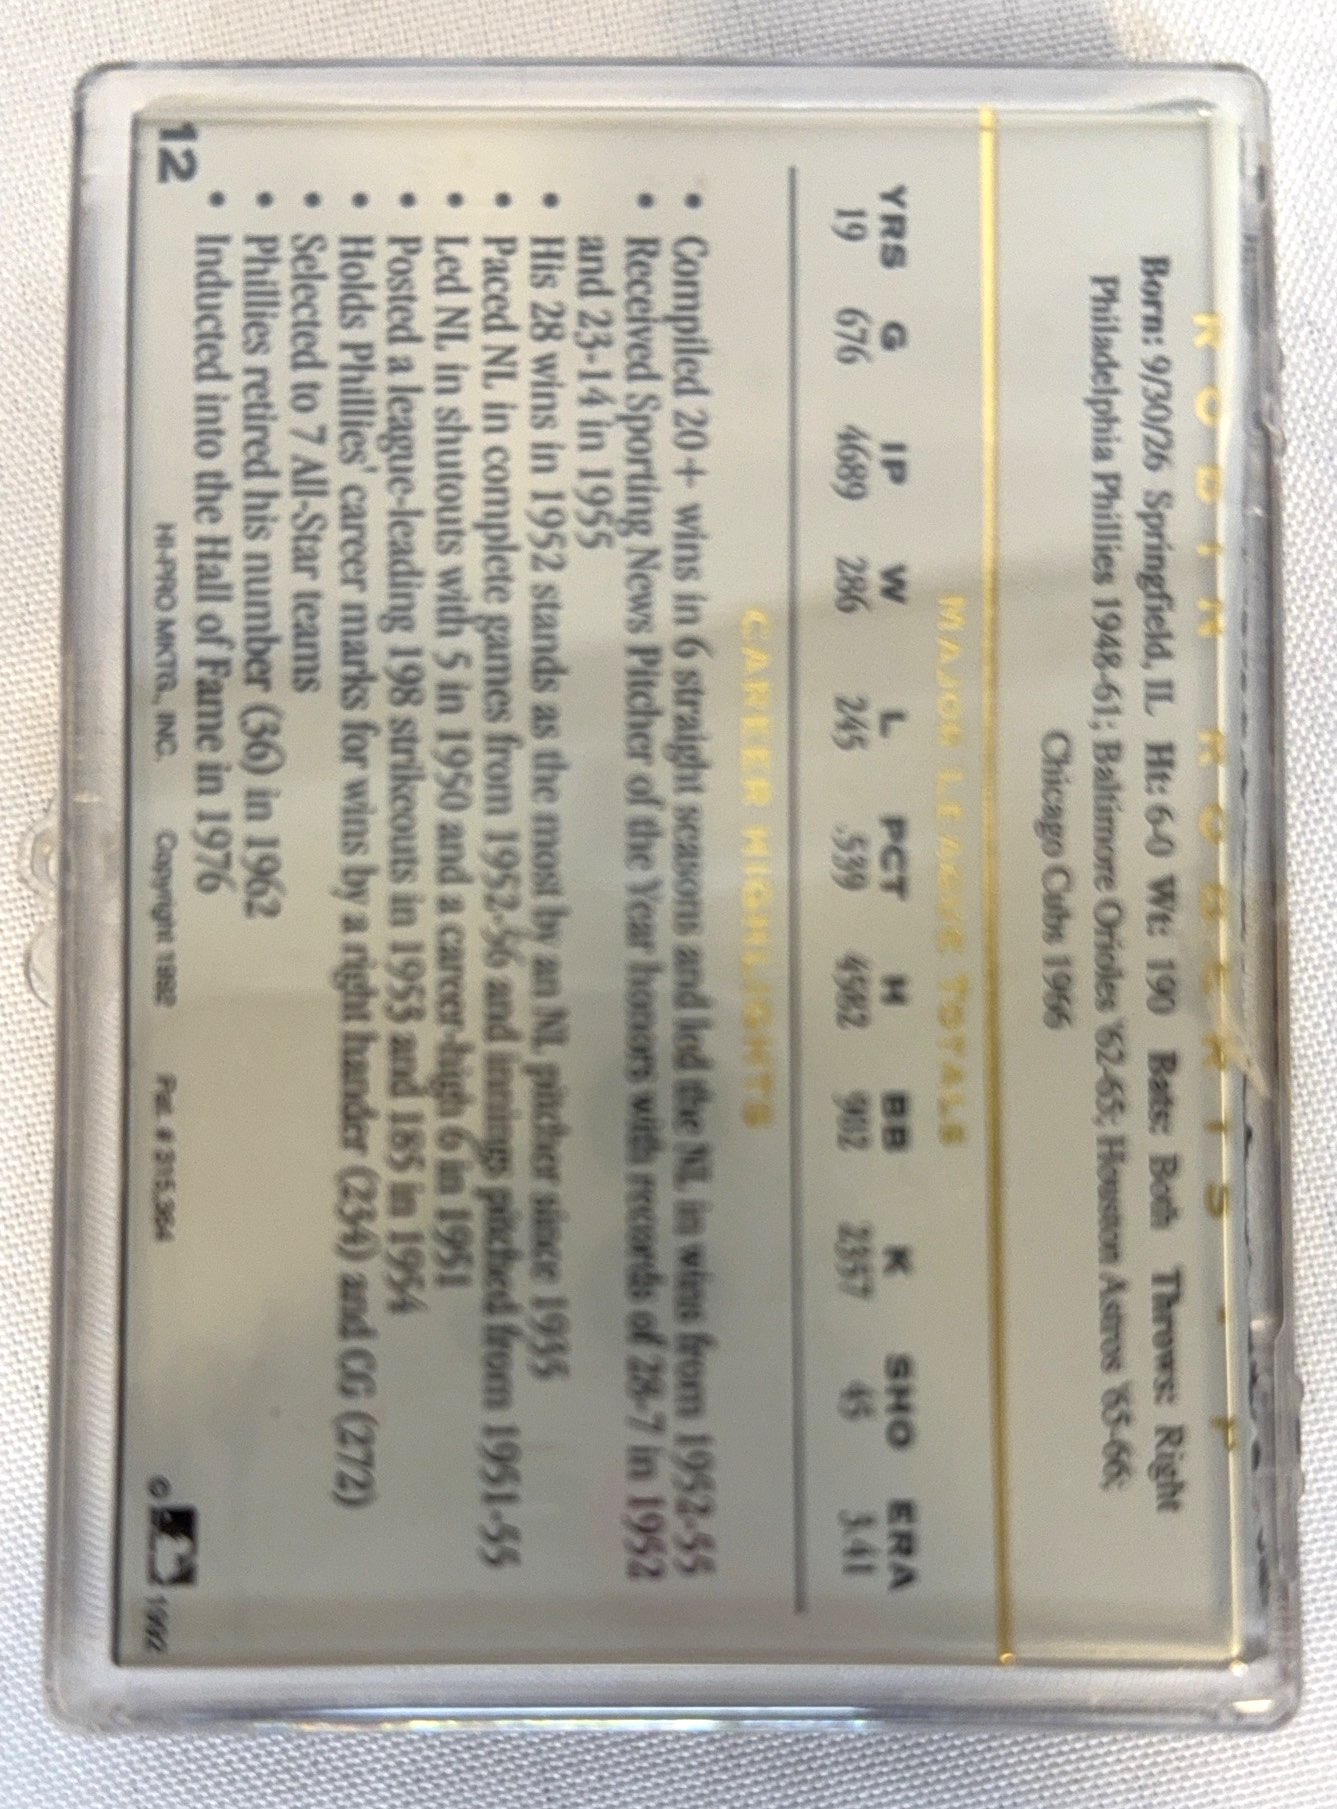 ROBIN ROBERTS P
Born: 9/30/26 Springfield, IL Ht: 6-0 Wt: 190 Bats: Both Throws: Right
Philadelphia Phillies 1948-61; Baltimore Orioles '62-65; Houston Astros '65-66;
Chicago Cubs 1966
MAJOR LEAGUE TOTALS
YRS G IP W L PCT H BB K SHO ERA
19 676 4689 286 245 .539 4582 902 2357 45 3.41
CAREER HIGHLIGHTS
• Compiled 20+ wins in 6 straight seasons and led the NL in wins from 1952-55
• Received Sporting News Pitcher of the Year honors with records of 28-7 in 1952
and 23-14 in 1955
• His 28 wins in 1952 stands as the most by an NL pitcher since 1935
• Paced NL in complete games from 1952-56 and innings pitched from 1951-55
• Led NL in shutouts with 5 in 1950 and a career-high 6 in 1951
• Posted a league-leading 198 strikeouts in 1953 and 185 in 1954
• Holds Phillies' career marks for wins by a right hander (234) and CG (272)
• Selected to 7 All-Star teams
• Phillies retired his number (36) in 1962
• Inducted into the Hall of Fame in 1976
12 HI-PRO MKTG., INC. Copyright 1992 Pat. # 315,364 © 1992